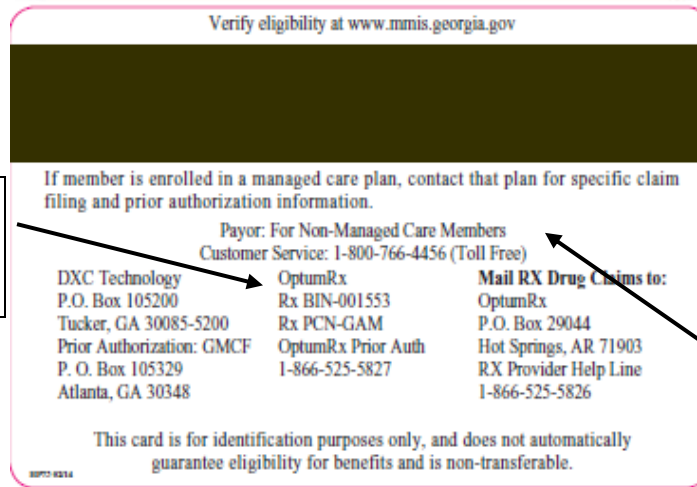 Verify eligibility at www.mmis.georgia.gov
If member is enrolled in a managed care plan, contact that plan for specific claim
filing and prior authorization information.
Payor: For Non-Managed Care Members
Customer Service: 1-800-766-4456 (Toll Free)
DXC Technology
P.O. Box 105200
Tucker, GA 30085-5200
Prior Authorization: GMCF
P. O. Box 105329
Atlanta, GA 30348
OptumRx
Rx BIN-001553
Rx PCN-GAM
OptumRx Prior Auth
1-866-525-5827
Mail RX Drug Claims to:
OptumRx
P.O. Box 29044
Hot Springs, AR 71903
RX Provider Help Line
1-866-525-5826
This card is for identification purposes only, and does not automatically
guarantee eligibility for benefits and is non-transferable.